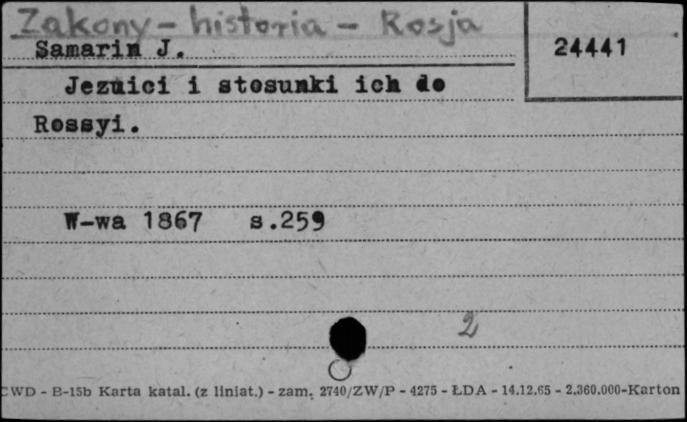 Zakony - historia - Rosja
Samarin J.
24441
Jezuici i stosunki ich do
Rossyi.
W-wa 1867 s.259
2
CWD - B-15b Karta katal. (z liniat.) - zam. 2740/ZW/P - 4275 - ŁDA - 14.12.65 - 2.360.000-Karton